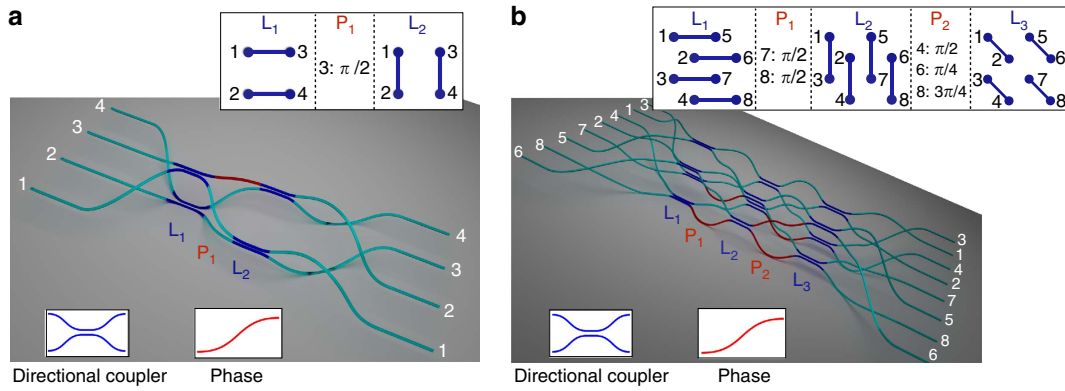 a
L1 P1 L2
1 3
3: π/2
2 4
1 3
2 4
4
3
2
1
L1
P1
L2
4
3
2
1
Directional coupler Phase
b
L1 P1 L2 P2 L3
1 5
2 6
3 7
4 8
7: π/2
8: π/2
1 5
2 6
3 7
4 8
4: π/2
6: π/4
8: 3π/4
1 5
2 6
3 7
4 8
3
1
4
2
7
5
8
6
L1
P1
L2
P2
L3
3
1
4
2
7
5
8
6
Directional coupler Phase